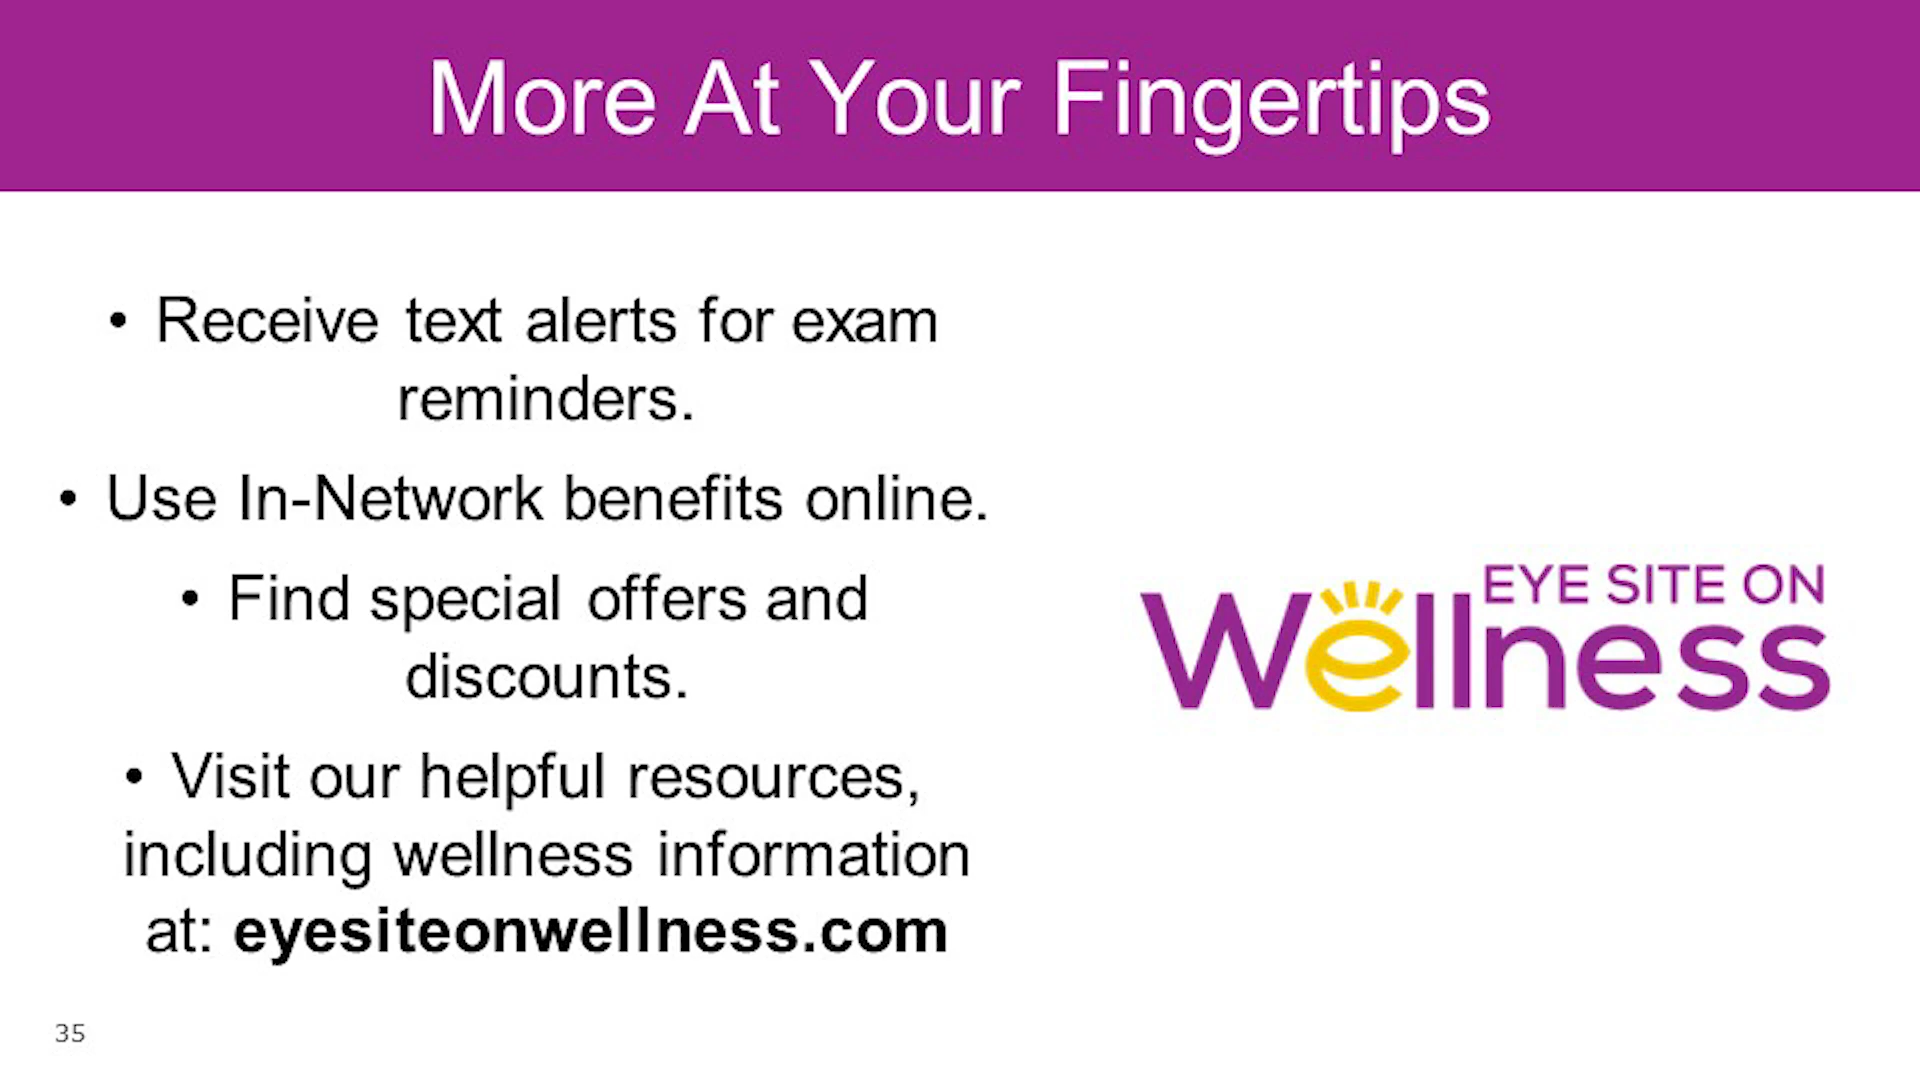 More At Your Fingertips
• Receive text alerts for exam
reminders.
• Use In-Network benefits online.
• Find special offers and
discounts.
• Visit our helpful resources,
including wellness information
at: eyesiteonwellness.com
EYE SITE ON
Wellness
35